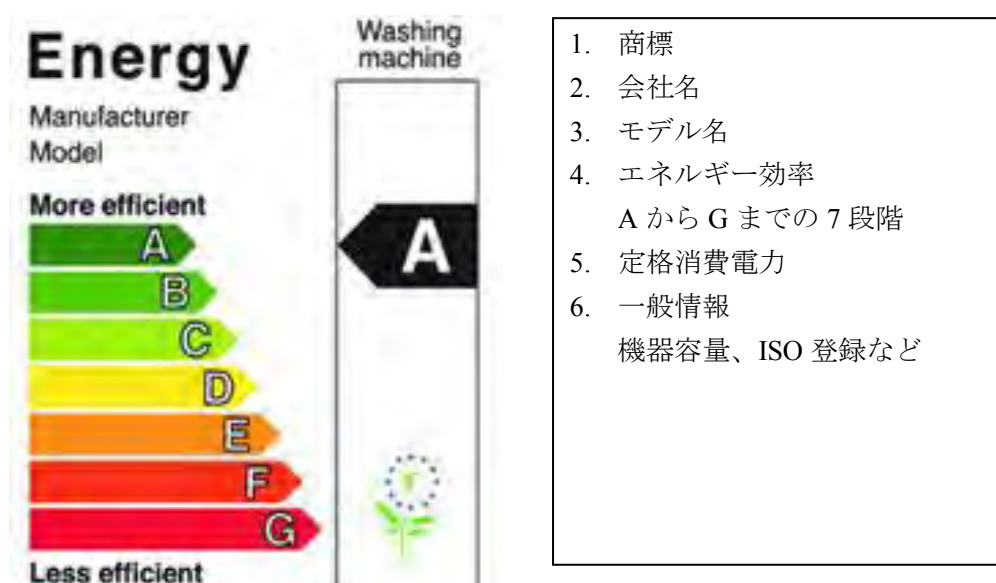 Energy
Manufacturer
Model
More efficient
A
B
C
D
E
F
G
Less efficient
Washing
machine
A
1. 商標
2. 会社名
3. モデル名
4. エネルギー効率
A から G までの 7 段階
5. 定格消費電力
6. 一般情報
機器容量、ISO 登録など